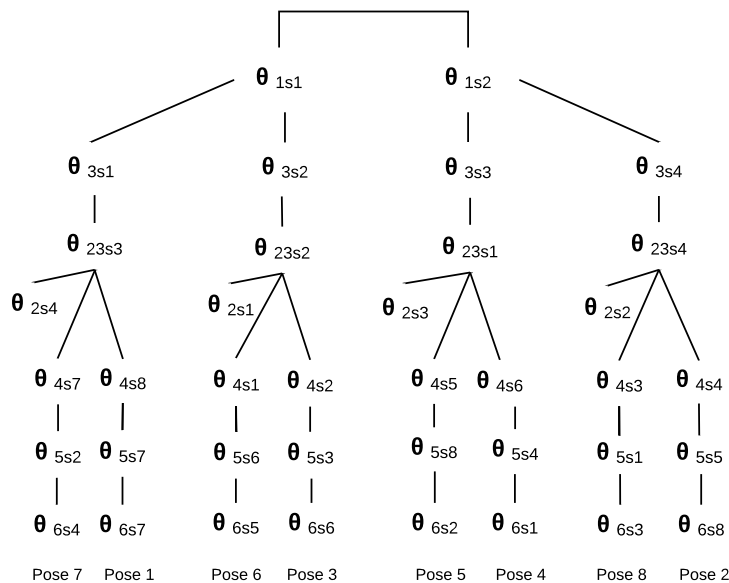 θ 1s1 θ 1s2
θ 3s1 θ 3s2 θ 3s3 θ 3s4
θ 23s3 θ 23s2 θ 23s1 θ 23s4
θ 2s4 θ 2s1 θ 2s3 θ 2s2
θ 4s7 θ 4s8 θ 4s1 θ 4s2 θ 4s5 θ 4s6 θ 4s3 θ 4s4
θ 5s2 θ 5s7 θ 5s6 θ 5s3 θ 5s8 θ 5s4 θ 5s1 θ 5s5
θ 6s4 θ 6s7 θ 6s5 θ 6s6 θ 6s2 θ 6s1 θ 6s3 θ 6s8
Pose 7 Pose 1 Pose 6 Pose 3 Pose 5 Pose 4 Pose 8 Pose 2